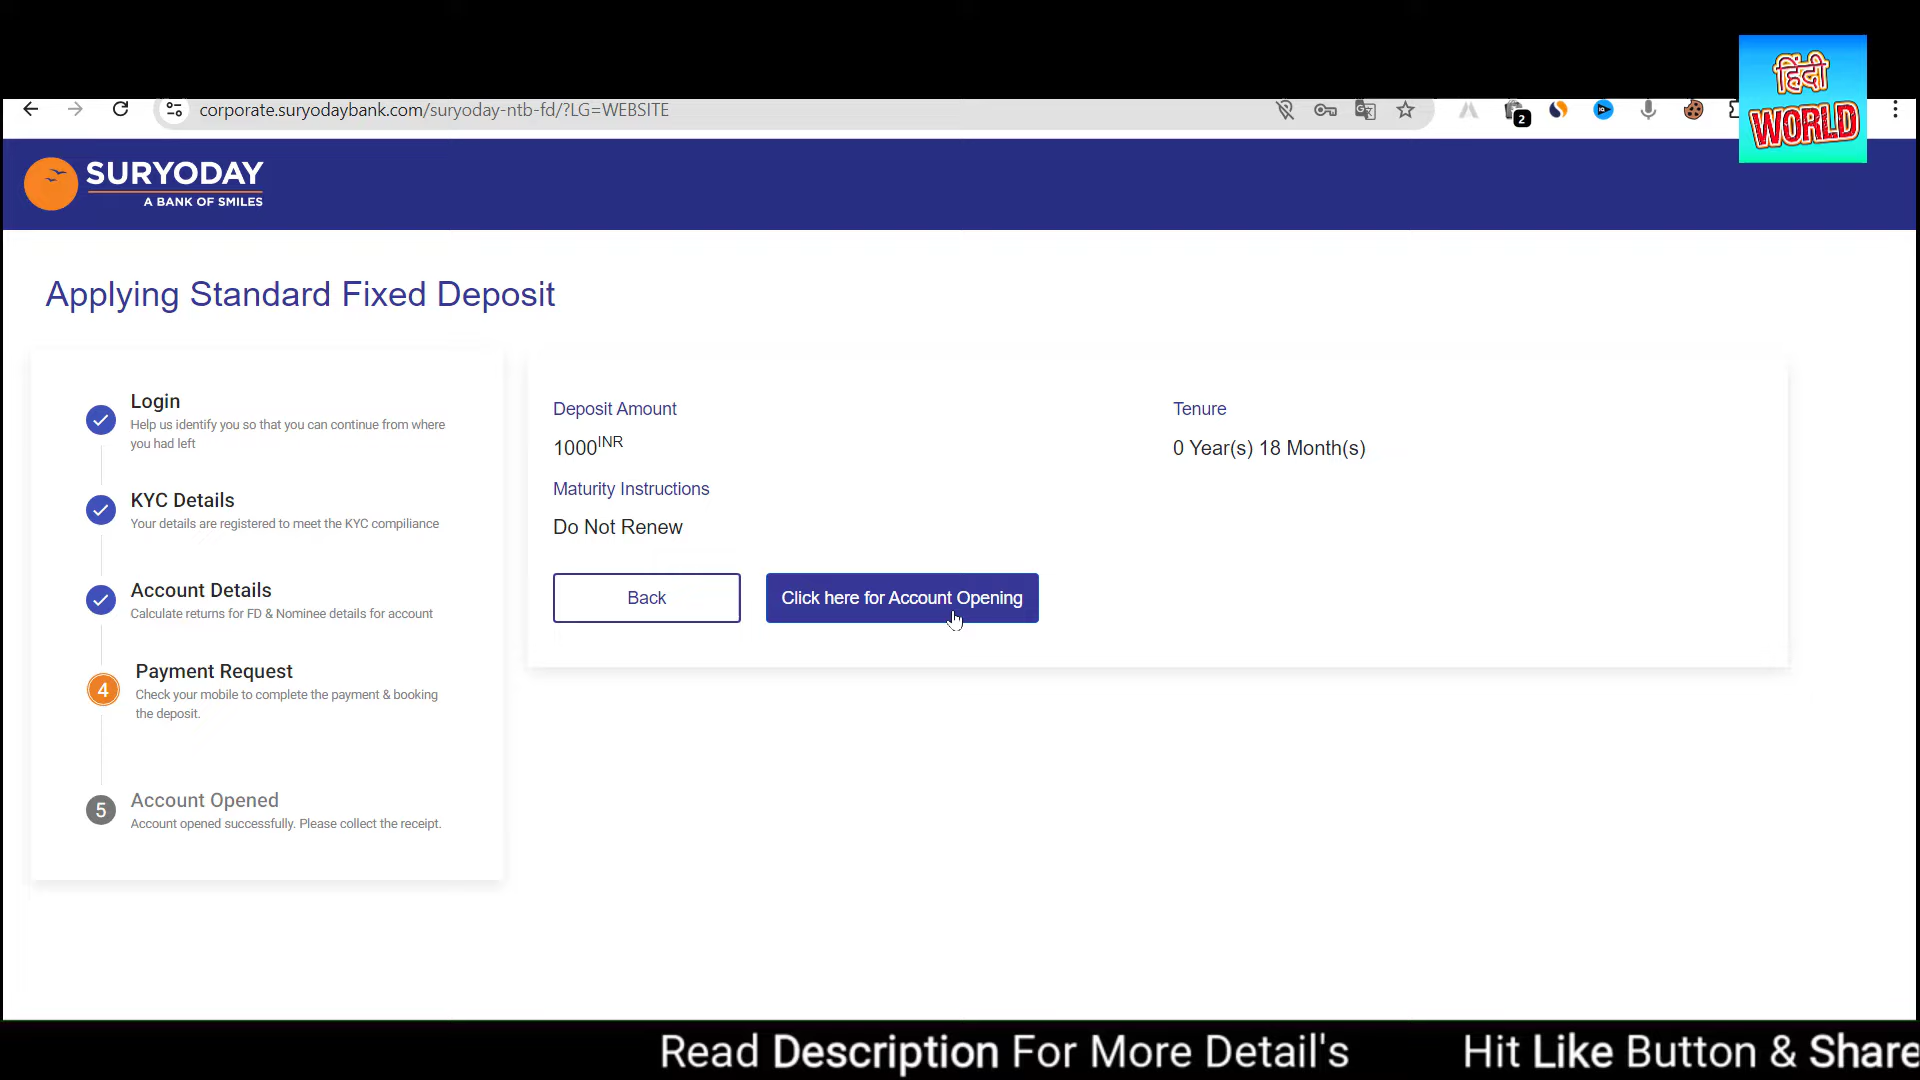 हिंदी
WORLD
corporate.suryodaybank.com/suryoday-ntb-fd/?LG=WEBSITE
2
SURYODAY
A BANK OF SMILES
Applying Standard Fixed Deposit
Login
Help us identify you so that you can continue from where
you had left
KYC Details
Your details are registered to meet the KYC compiliance
Account Details
Calculate returns for FD & Nominee details for account
4
Payment Request
Check your mobile to complete the payment & booking
the deposit.
5
Account Opened
Account opened successfully. Please collect the receipt.
Deposit Amount
1000INR
Tenure
0 Year(s) 18 Month(s)
Maturity Instructions
Do Not Renew
Back
Click here for Account Opening
Read Description For More Detail's
Hit Like Button & Share